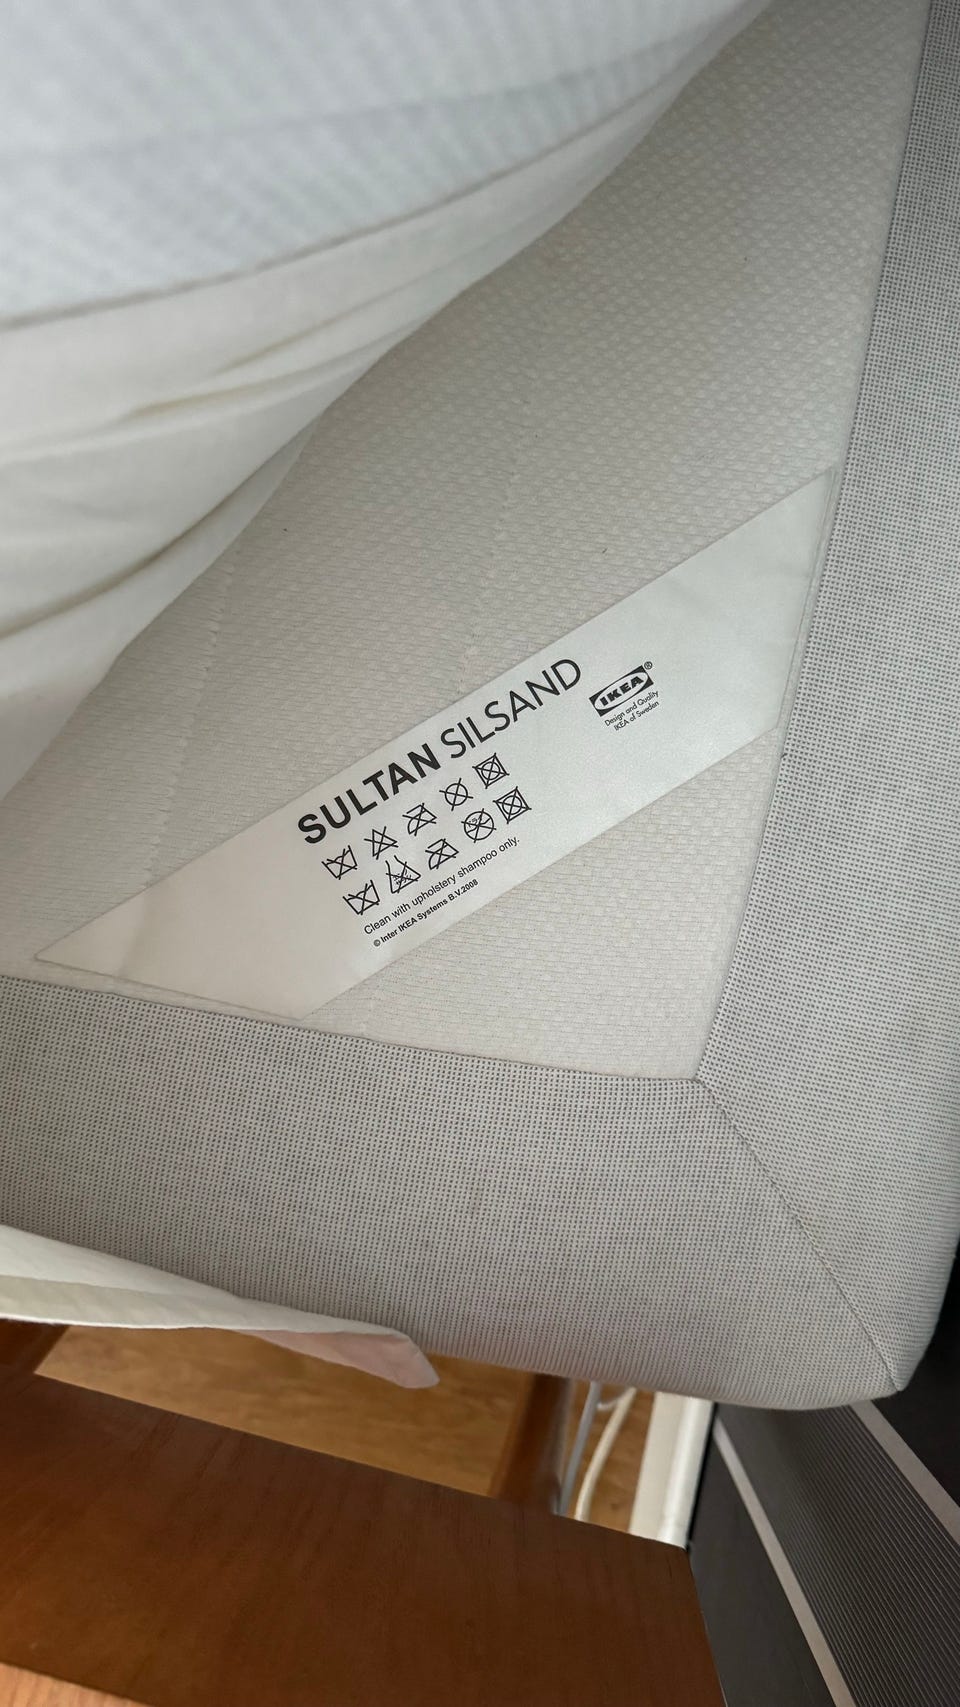 SULTAN SILSAND
IKEA®
Design and Quality
IKEA of Sweden
Clean with upholstery shampoo only.
© Inter IKEA Systems B.V.2008